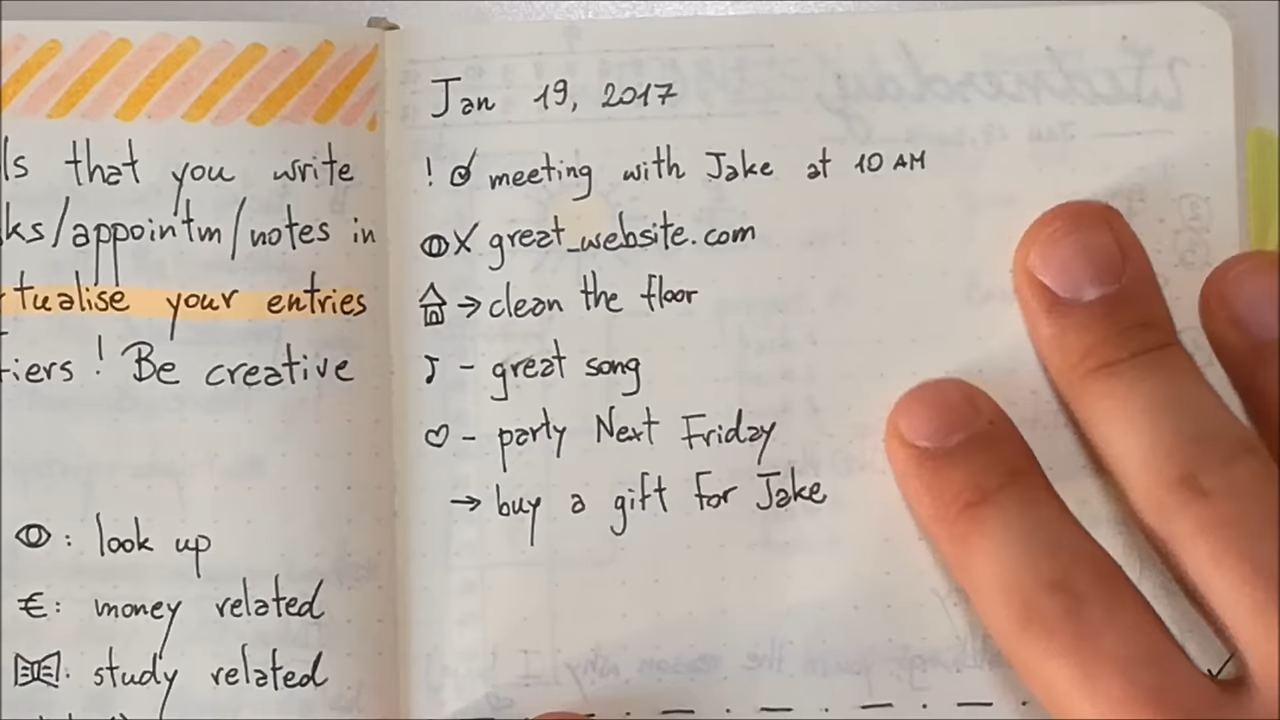 ls that you write
ks/appointm/notes in
tualise your entries
iers! Be creative
: look up
€: money related
: study related
Jan 19, 2017
! meeting with Jake at 10 AM
X great_website.com
→ clean the floor
♪ - great song
♡ - party Next Friday
→ buy a gift for Jake